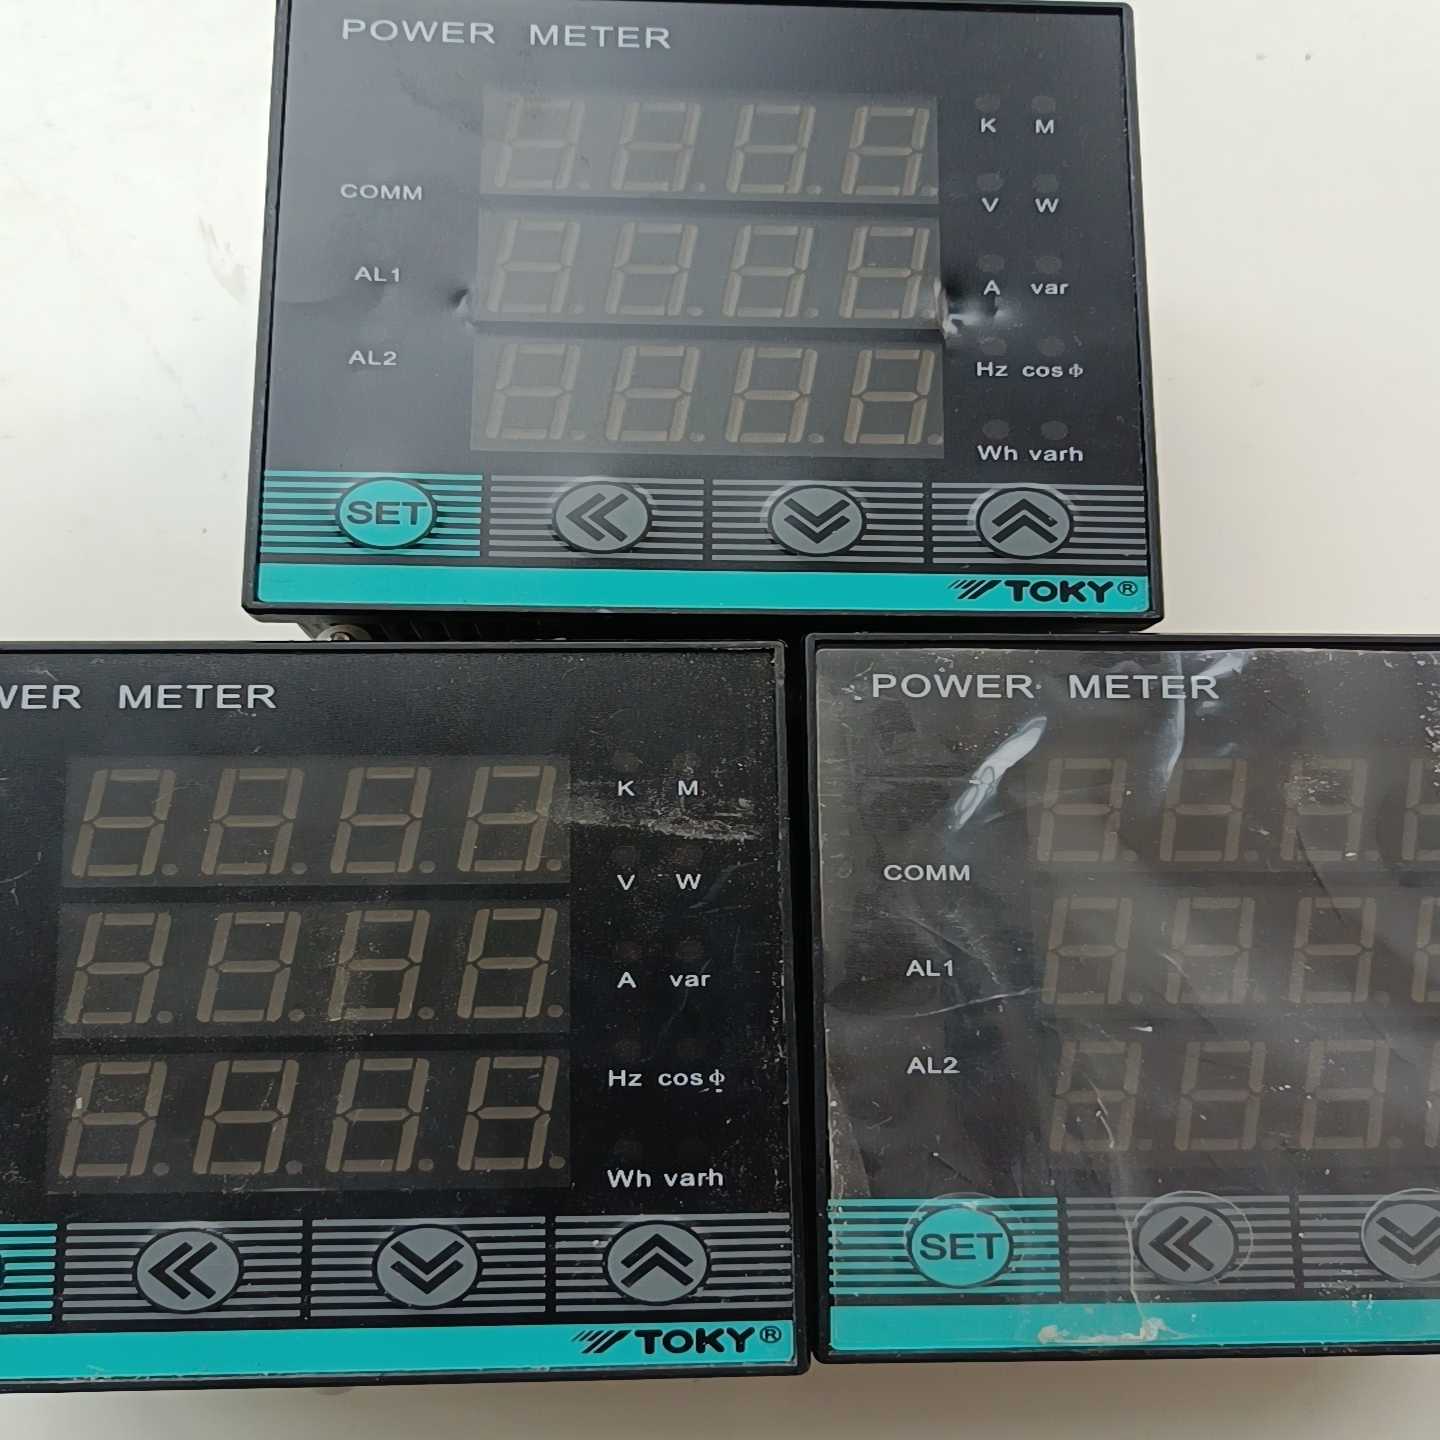 POWER METER
K M
COMM
V W
AL1
A var
AL2
Hz cosϕ
Wh varh
SET
TOKY®
WER METER
K M
V W
A var
Hz cosϕ
Wh varh
TOKY®
POWER METER
COMM
AL1
AL2
SET